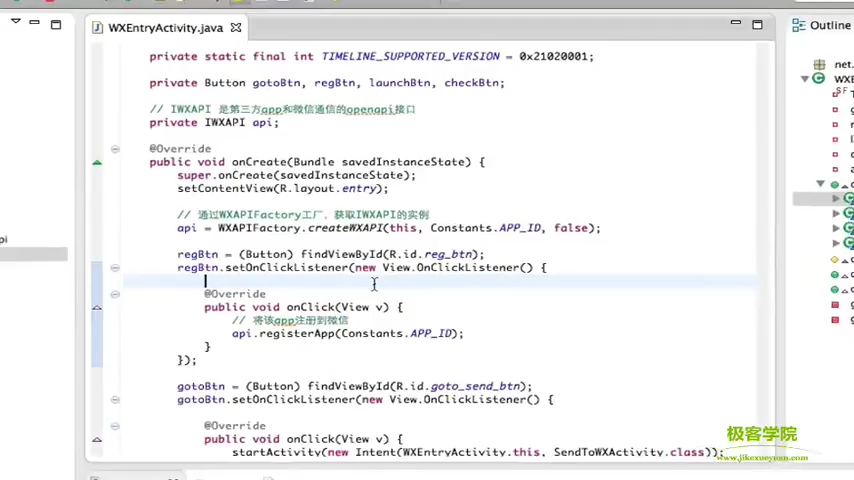 WXEntryActivity.java
Outline
private static final int TIMELINE_SUPPORTED_VERSION = 0x21020001;
private Button gotoBtn, regBtn, launchBtn, checkBtn;
// IWXAPI 是第三方app和微信通信的openapi接口
private IWXAPI api;
@Override
public void onCreate(Bundle savedInstanceState) {
super.onCreate(savedInstanceState);
setContentView(R.layout.entry);
// 通过WXAPIFactory工厂，获取IWXAPI的实例
api = WXAPIFactory.createWXAPI(this, Constants.APP_ID, false);
regBtn = (Button) findViewById(R.id.reg_btn);
regBtn.setOnClickListener(new View.OnClickListener() {
@Override
public void onClick(View v) {
// 将该app注册到微信
api.registerApp(Constants.APP_ID);
}
});
gotoBtn = (Button) findViewById(R.id.goto_send_btn);
gotoBtn.setOnClickListener(new View.OnClickListener() {
@Override
public void onClick(View v) {
startActivity(new Intent(WXEntryActivity.this, SendToWXActivity.class));
pi
net.
WXE
SF
极客学院
www.jikexueyuan.com